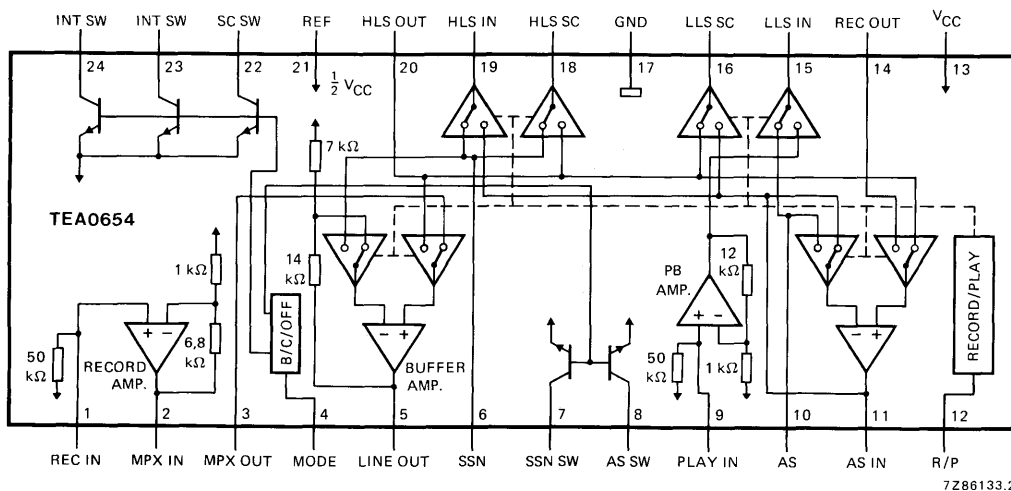 INT SW INT SW SC SW REF HLS OUT HLS IN HLS SC GND LLS SC LLS IN REC OUT VCC
24 23 22 21 20 19 18 17 16 15 14 13
½ VCC
7 kΩ
TEA0654
1 kΩ
14 kΩ
12 kΩ
PB AMP.
RECORD/PLAY
B/C/OFF
+ −
− +
+ −
− +
50 kΩ
RECORD AMP.
6,8 kΩ
BUFFER AMP.
50 kΩ
1 kΩ
1 2 3 4 5 6 7 8 9 10 11 12
REC IN MPX IN MPX OUT MODE LINE OUT SSN SSN SW AS SW PLAY IN AS AS IN R/P
7Z86133.2